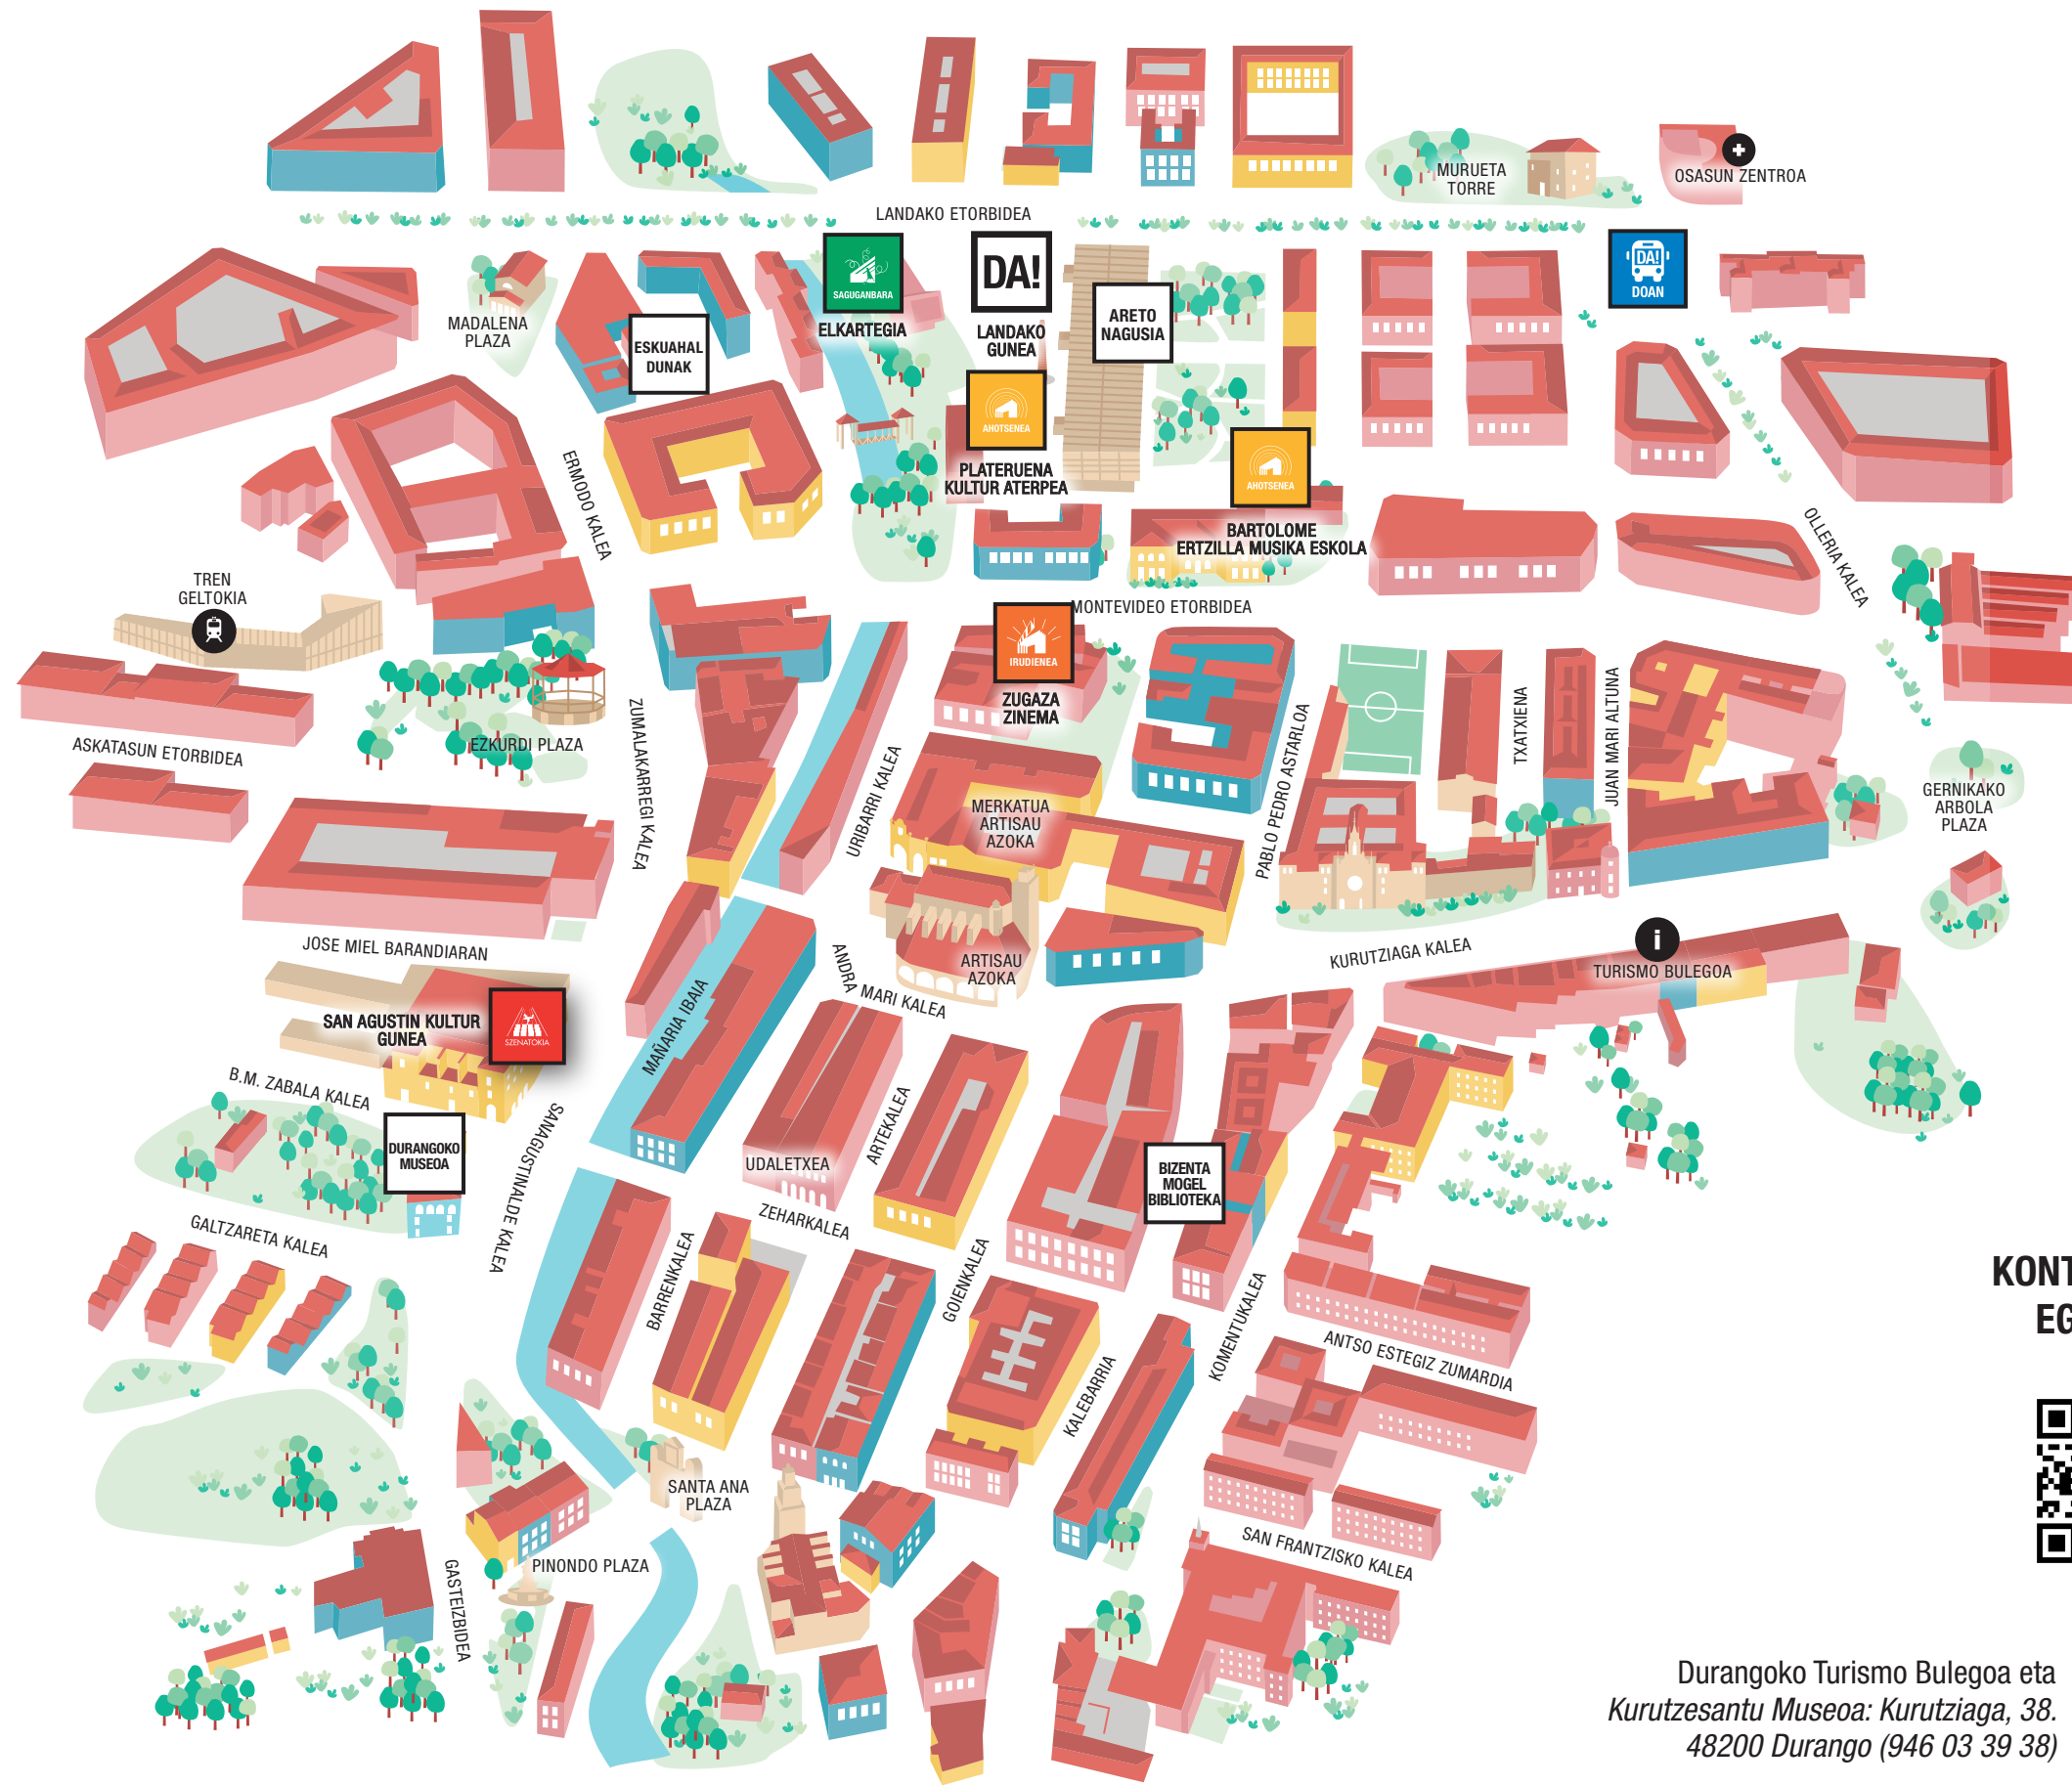 MURUETA
TORRE
OSASUN ZENTROA
LANDAKO ETORBIDEA
SAGUGANBARA
ELKARTEGIA
DA!
LANDAKO
GUNEA
ARETO
NAGUSIA
DA!
DOAN
MADALENA
PLAZA
ESKUAHAL
DUNAK
AHOTSENEA
PLATERUENA
KULTUR ATERPEA
AHOTSENEA
BARTOLOME
ERTZILLA MUSIKA ESKOLA
ERMODO KALEA
OLLERIA KALEA
TREN
GELTOKIA
MONTEVIDEO ETORBIDEA
IRUDIENEA
ZUGAZA
ZINEMA
ASKATASUN ETORBIDEA
EZKURDI PLAZA
ZUMALAKARREGI KALEA
URIBARRI KALEA
MERKATUA
ARTISAU
AZOKA
PABLO PEDRO ASTARLOA
TXATXIENA
JUAN MARI ALTUNA
GERNIKAKO
ARBOLA
PLAZA
JOSE MIEL BARANDIARAN
ANDRA MARI KALEA
ARTISAU
AZOKA
KURUTZIAGA KALEA
i
TURISMO BULEGOA
SAN AGUSTIN KULTUR
GUNEA
SZENATOKIA
MAÑARIA IBAIA
B.M. ZABALA KALEA
DURANGOKO
MUSEOA
SANAGUSTINALDE KALEA
UDALETXEA
ARTEKALEA
BIZENTA
MOGEL
BIBLIOTEKA
ZEHARKALEA
GALTZARETA KALEA
BARRENKALEA
GOIENKALEA
KOMENTUKALEA
KALEBARRIA
ANTSO ESTEGIZ ZUMARDIA
KONT
EG
SANTA ANA
PLAZA
SAN FRANTZISKO KALEA
PINONDO PLAZA
GASTEIZBIDEA
Durangoko Turismo Bulegoa eta
Kurutzesantu Museoa: Kurutziaga, 38.
48200 Durango (946 03 39 38)